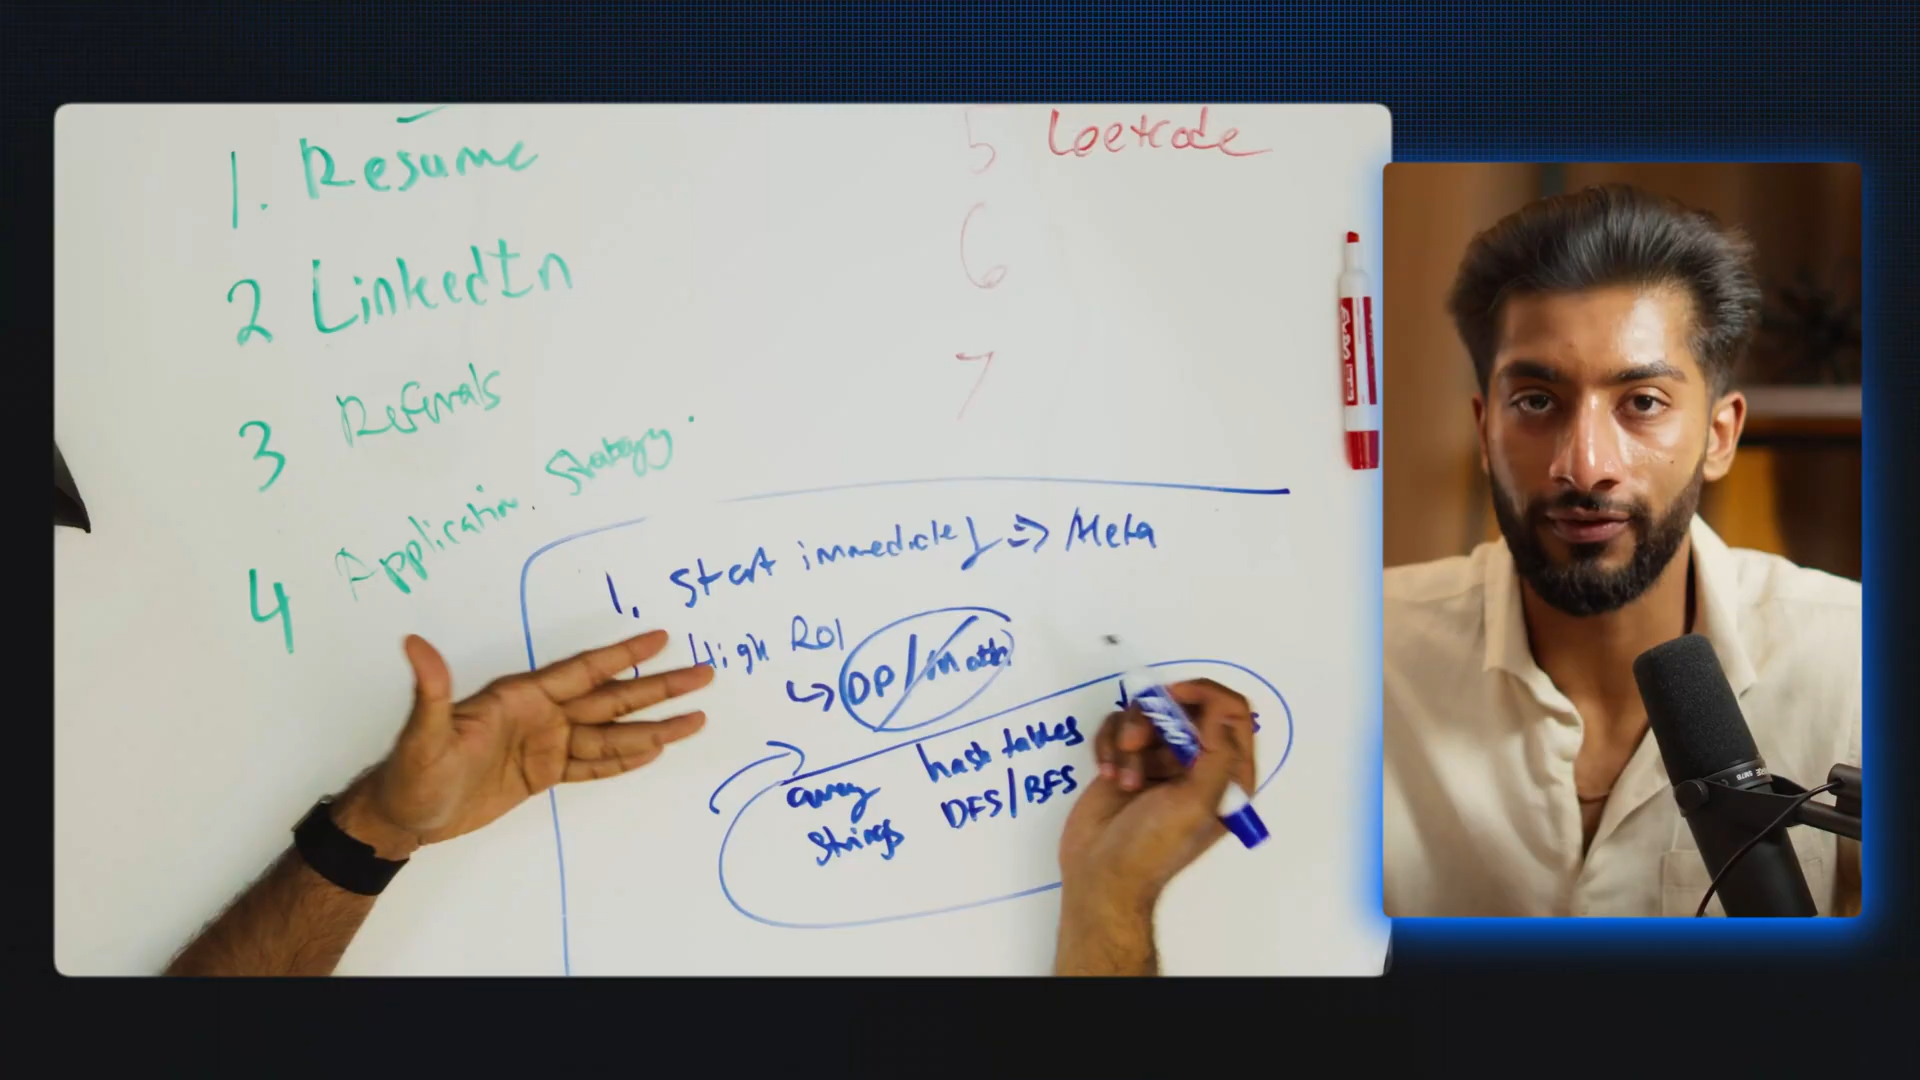 1. Resume
2 LinkedIn
3 Referrals
4 Application Strategy.
5 Leetcode
6
7
1. Start immediately => Meta
High ROI
↳ DP/Math
array hash tables
strings DFS/BFS